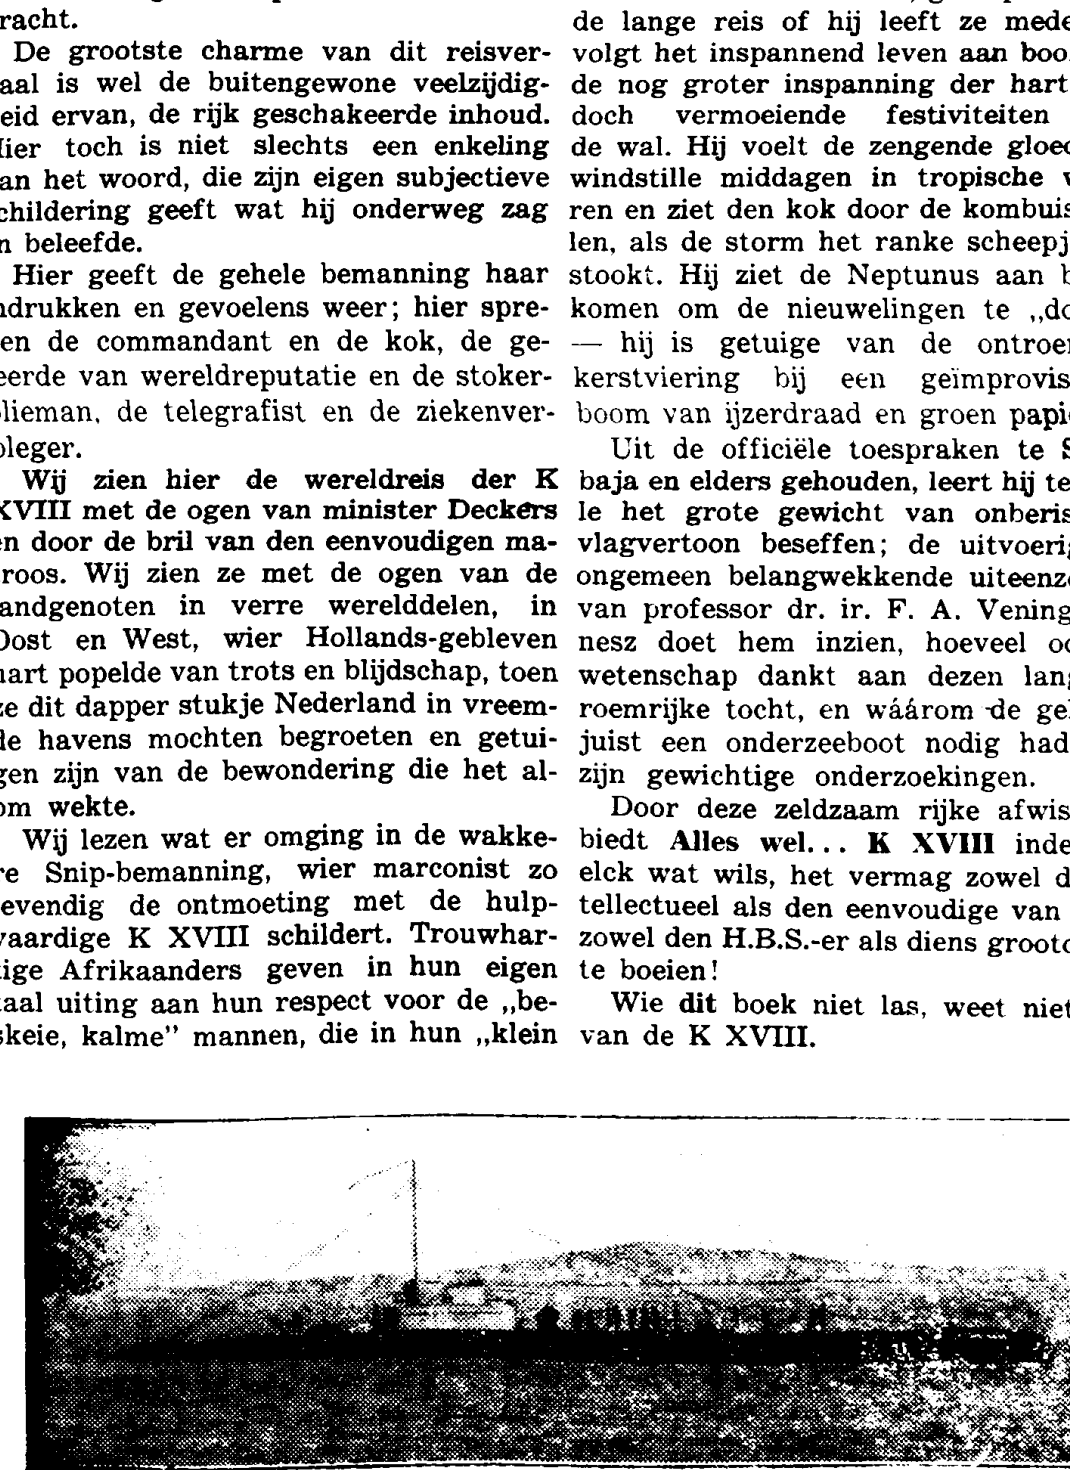 racht.
De grootste charme van dit reisver-
aal is wel de buitengewone veelzijdig-
eid ervan, de rijk geschakeerde inhoud.
ier toch is niet slechts een enkeling
an het woord, die zijn eigen subjectieve
childering geeft wat hij onderweg zag
n beleefde.
Hier geeft de gehele bemanning haar
ndrukken en gevoelens weer; hier spre-
en de commandant en de kok, de ge-
eerde van wereldreputatie en de stoker-
lieman, de telegrafist en de ziekenver-
pleger.
Wij zien hier de wereldreis der K
XVIII met de ogen van minister Deckers
en door de bril van den eenvoudigen ma-
roos. Wij zien ze met de ogen van de
andgenoten in verre werelddelen, in
Oost en West, wier Hollands-gebleven
hart popelde van trots en blijdschap, toen
ze dit dapper stukje Nederland in vreem-
de havens mochten begroeten en getui-
gen zijn van de bewondering die het al-
om wekte.
Wij lezen wat er omging in de wakke-
re Snip-bemanning, wier marconist zo
evendig de ontmoeting met de hulp-
vaardige K XVIII schildert. Trouwhar-
tige Afrikaanders geven in hun eigen
taal uiting aan hun respect voor de „be-
skeie, kalme” mannen, die in hun „klein
de lange reis of hij leeft ze mede
volgt het inspannend leven aan boo
de nog groter inspanning der hart
doch vermoeiende festiviteiten
de wal. Hij voelt de zengende gloed
windstille middagen in tropische w
ren en ziet den kok door de kombuis
len, als de storm het ranke scheepj
stookt. Hij ziet de Neptunus aan b
komen om de nieuwelingen te „do
— hij is getuige van de ontroer
kerstviering bij een geïmprovis
boom van ijzerdraad en groen papi
Uit de officiële toespraken te S
baja en elders gehouden, leert hij te
le het grote gewicht van onberis
vlagvertoon beseffen; de uitvoerig
ongemeen belangwekkende uiteenz
van professor dr. ir. F. A. Vening
nesz doet hem inzien, hoeveel oo
wetenschap dankt aan dezen lang
roemrijke tocht, en wáárom de gel
juist een onderzeeboot nodig had
zijn gewichtige onderzoekingen.
Door deze zeldzaam rijke afwis
biedt Alles wel... K XVIII inde
elck wat wils, het vermag zowel d
tellectueel als den eenvoudige van
zowel den H.B.S.-er als diens groot
te boeien!
Wie dit boek niet las, weet niet
van de K XVIII.